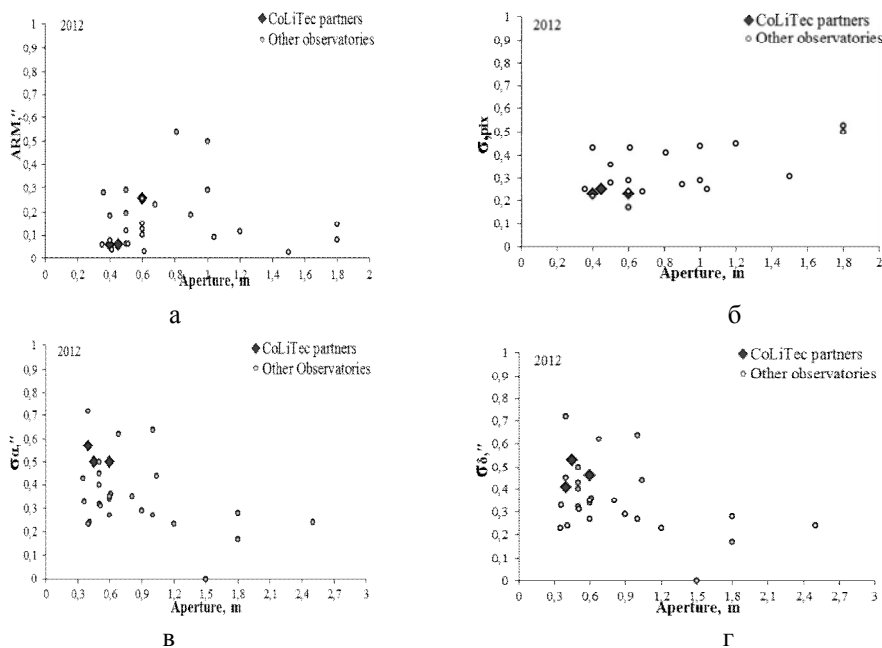 2012
CoLiTec partners
Other observatories
ARM,″
1
0,9
0,8
0,7
0,6
0,5
0,4
0,3
0,2
0,1
0
0 0,2 0,4 0,6 0,8 1 1,2 1,4 1,6 1,8 2
Aperture, m
а
2012
CoLiTec partners
Other observatories
σ,pix
1
0,9
0,8
0,7
0,6
0,5
0,4
0,3
0,2
0,1
0
0 0,2 0,4 0,6 0,8 1 1,2 1,4 1,6 1,8 2
Aperture, m
б
2012
CoLiTec partners
Other Observatories
σα,″
1
0,9
0,8
0,7
0,6
0,5
0,4
0,3
0,2
0,1
0
0 0,3 0,6 0,9 1,2 1,5 1,8 2,1 2,4 2,7 3
Aperture, m
в
2012
CoLiTec partners
Other observatories
σδ,″
1
0,9
0,8
0,7
0,6
0,5
0,4
0,3
0,2
0,1
0
0 0,3 0,6 0,9 1,2 1,5 1,8 2,1 2,4 2,7 3
Aperture, m
г